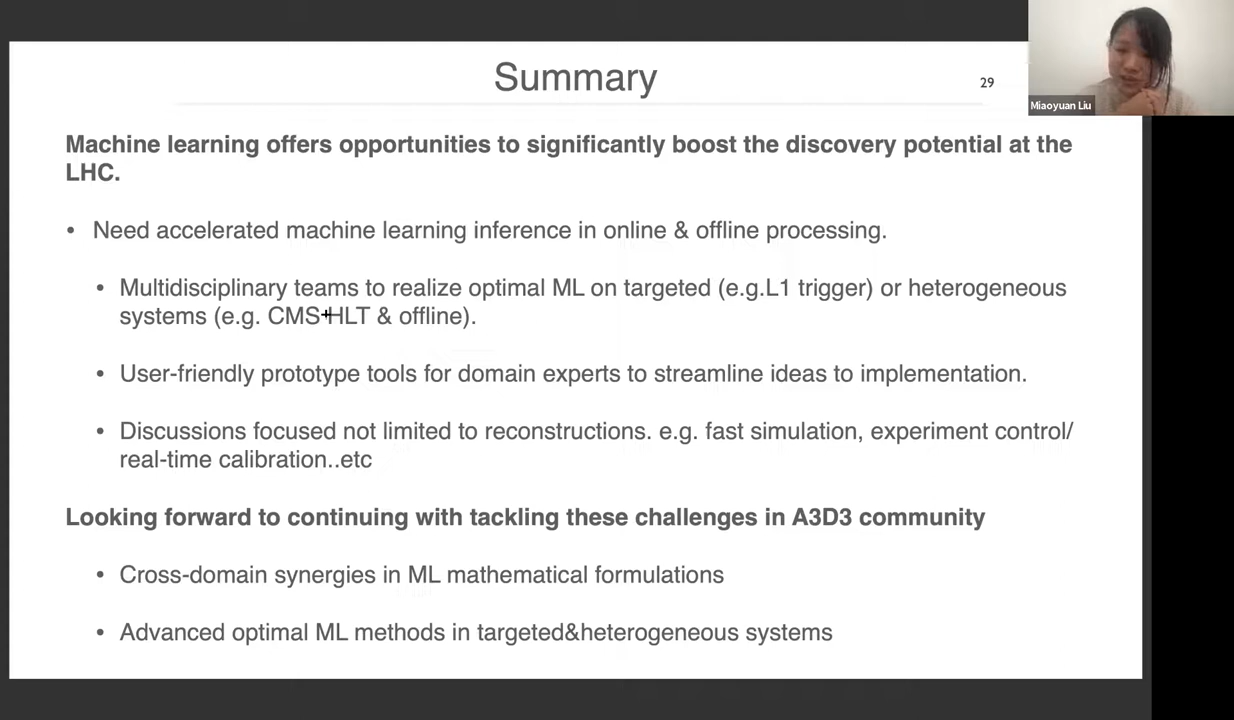 Summary
29
Miaoyuan Liu
Machine learning offers opportunities to significantly boost the discovery potential at the
LHC.
• Need accelerated machine learning inference in online & offline processing.
• Multidisciplinary teams to realize optimal ML on targeted (e.g.L1 trigger) or heterogeneous
systems (e.g. CMS HLT & offline).
• User-friendly prototype tools for domain experts to streamline ideas to implementation.
• Discussions focused not limited to reconstructions. e.g. fast simulation, experiment control/
real-time calibration..etc
Looking forward to continuing with tackling these challenges in A3D3 community
• Cross-domain synergies in ML mathematical formulations
• Advanced optimal ML methods in targeted&heterogeneous systems